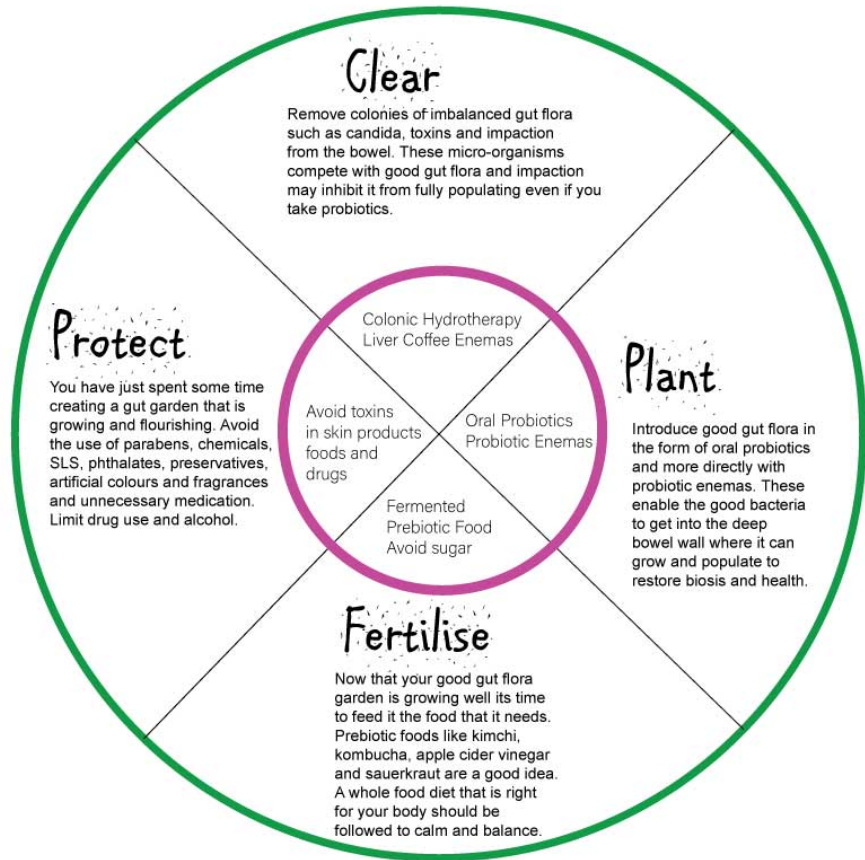 Clear
Remove colonies of imbalanced gut flora
such as candida, toxins and impaction
from the bowel. These micro-organisms
compete with good gut flora and impaction
may inhibit it from fully populating even if you
take probiotics.
Colonic Hydrotherapy
Liver Coffee Enemas
Plant
Introduce good gut flora in
the form of oral probiotics
and more directly with
probiotic enemas. These
enable the good bacteria
to get into the deep
bowel wall where it can
grow and populate to
restore biosis and health.
Oral Probiotics
Probiotic Enemas
Fertilise
Now that your good gut flora
garden is growing well its time
to feed it the food that it needs.
Prebiotic foods like kimchi,
kombucha, apple cider vinegar
and sauerkraut are a good idea.
A whole food diet that is right
for your body should be
followed to calm and balance.
Fermented
Prebiotic Food
Avoid sugar
Protect
You have just spent some time
creating a gut garden that is
growing and flourishing. Avoid
the use of parabens, chemicals,
SLS, phthalates, preservatives,
artificial colours and fragrances
and unnecessary medication.
Limit drug use and alcohol.
Avoid toxins
in skin products
foods and
drugs